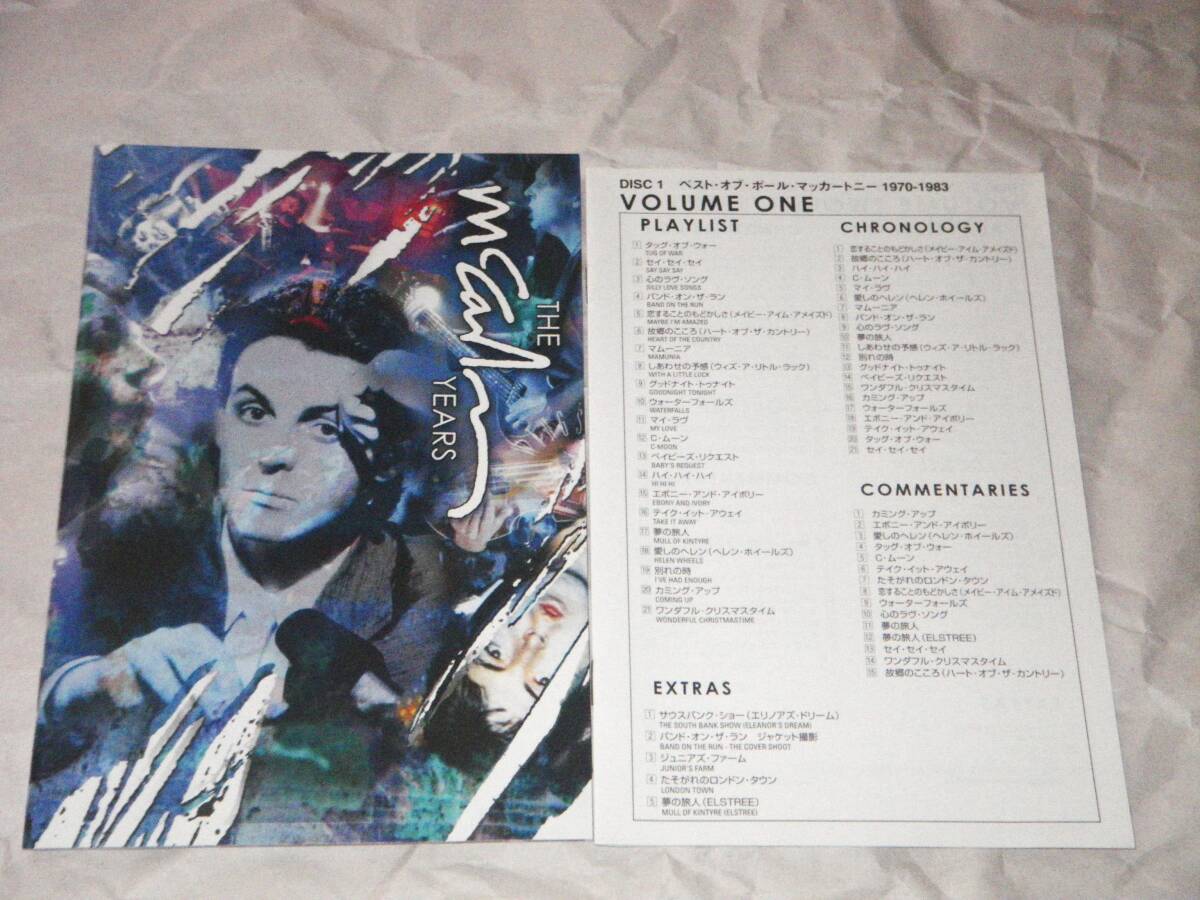 THE
McCartney
YEARS
DISC 1 ベスト・オブ・ポール・マッカートニー 1970-1983
VOLUME ONE
PLAYLIST
1 タッグ・オブ・ウォー
TUG OF WAR
2 セイ・セイ・セイ
SAY SAY SAY
3 心のラヴ・ソング
SILLY LOVE SONGS
4 バンド・オン・ザ・ラン
BAND ON THE RUN
5 恋することのもどかしさ(メイビー・アイム・アメイズド)
MAYBE I'M AMAZED
6 故郷のこころ(ハート・オブ・ザ・カントリー)
HEART OF THE COUNTRY
7 マムーニア
MAMUNIA
8 しあわせの予感(ウィズ・ア・リトル・ラック)
WITH A LITTLE LUCK
9 グッドナイト・トゥナイト
GOODNIGHT TONIGHT
10 ウォーターフォールズ
WATERFALLS
11 マイ・ラヴ
MY LOVE
12 C・ムーン
C-MOON
13 ベイビーズ・リクエスト
BABY'S REQUEST
14 ハイ・ハイ・ハイ
HI HI HI
15 エボニー・アンド・アイボリー
EBONY AND IVORY
16 テイク・イット・アウェイ
TAKE IT AWAY
17 夢の旅人
MULL OF KINTYRE
18 愛しのヘレン(ヘレン・ホイールズ)
HELEN WHEELS
19 別れの時
I'VE HAD ENOUGH
20 カミング・アップ
COMING UP
21 ワンダフル・クリスマスタイム
WONDERFUL CHRISTMASTIME
EXTRAS
1 サウスバンク・ショー(エリノアズ・ドリーム)
THE SOUTH BANK SHOW (ELEANOR'S DREAM)
2 バンド・オン・ザ・ラン ジャケット撮影
BAND ON THE RUN - THE COVER SHOOT
3 ジュニアズ・ファーム
JUNIOR'S FARM
4 たそがれのロンドン・タウン
LONDON TOWN
5 夢の旅人(ELSTREE)
MULL OF KINTYRE (ELSTREE)
CHRONOLOGY
1 恋することのもどかしさ(メイビー・アイム・アメイズド)
2 故郷のこころ(ハート・オブ・ザ・カントリー)
3 ハイ・ハイ・ハイ
4 C・ムーン
5 マイ・ラヴ
6 愛しのヘレン(ヘレン・ホイールズ)
7 マムーニア
8 バンド・オン・ザ・ラン
9 心のラヴ・ソング
10 夢の旅人
11 しあわせの予感(ウィズ・ア・リトル・ラック)
12 別れの時
13 グッドナイト・トゥナイト
14 ベイビーズ・リクエスト
15 ワンダフル・クリスマスタイム
16 カミング・アップ
17 ウォーターフォールズ
18 エボニー・アンド・アイボリー
19 テイク・イット・アウェイ
20 タッグ・オブ・ウォー
21 セイ・セイ・セイ
COMMENTARIES
1 カミング・アップ
2 エボニー・アンド・アイボリー
3 愛しのヘレン(ヘレン・ホイールズ)
4 タッグ・オブ・ウォー
5 C・ムーン
6 テイク・イット・アウェイ
7 たそがれのロンドン・タウン
8 恋することのもどかしさ(メイビー・アイム・アメイズド)
9 ウォーターフォールズ
10 心のラヴ・ソング
11 夢の旅人
12 夢の旅人(ELSTREE)
13 セイ・セイ・セイ
14 ワンダフル・クリスマスタイム
15 故郷のこころ(ハート・オブ・ザ・カントリー)